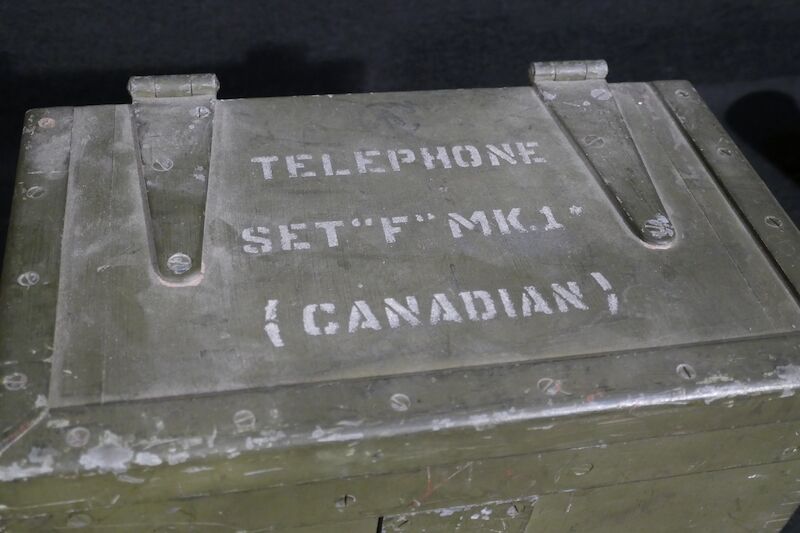 TELEPHONE
SET "F" MK.1*
(CANADIAN)